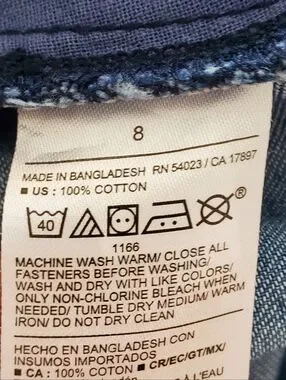 8
MADE IN BANGLADESH RN 54023 / CA 17897
■ US : 100% COTTON
40
®
1166
MACHINE WASH WARM/ CLOSE ALL
FASTENERS BEFORE WASHING/
WASH AND DRY WITH LIKE COLORS/
ONLY NON-CHLORINE BLEACH WHEN
NEEDED/ TUMBLE DRY MEDIUM/ WARM
IRON/ DO NOT DRY CLEAN
HECHO EN BANGLADESH CON
INSUMOS IMPORTADOS ■ CR/EC/GT/MX/
■ CA : 100% COTON
À L'EAU